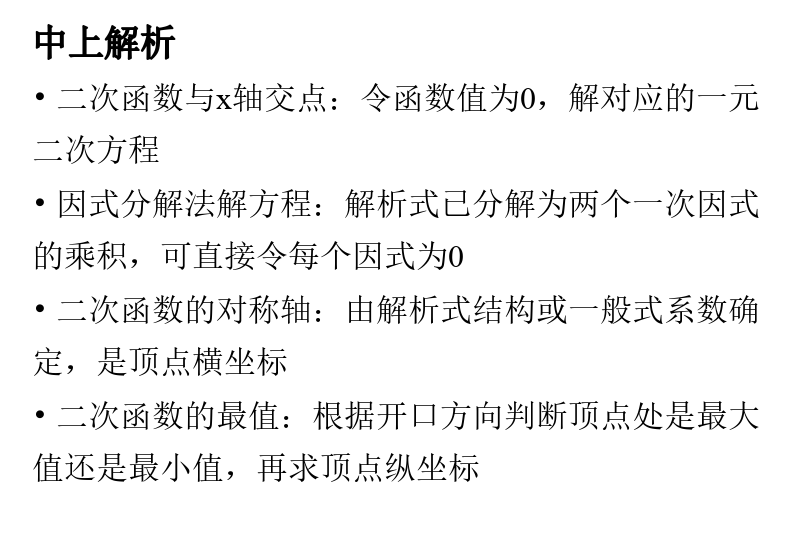 中上解析
• 二次函数与x轴交点：令函数值为0，解对应的一元
二次方程
• 因式分解法解方程：解析式已分解为两个一次因式
的乘积，可直接令每个因式为0
• 二次函数的对称轴：由解析式结构或一般式系数确
定，是顶点横坐标
• 二次函数的最值：根据开口方向判断顶点处是最大
值还是最小值，再求顶点纵坐标